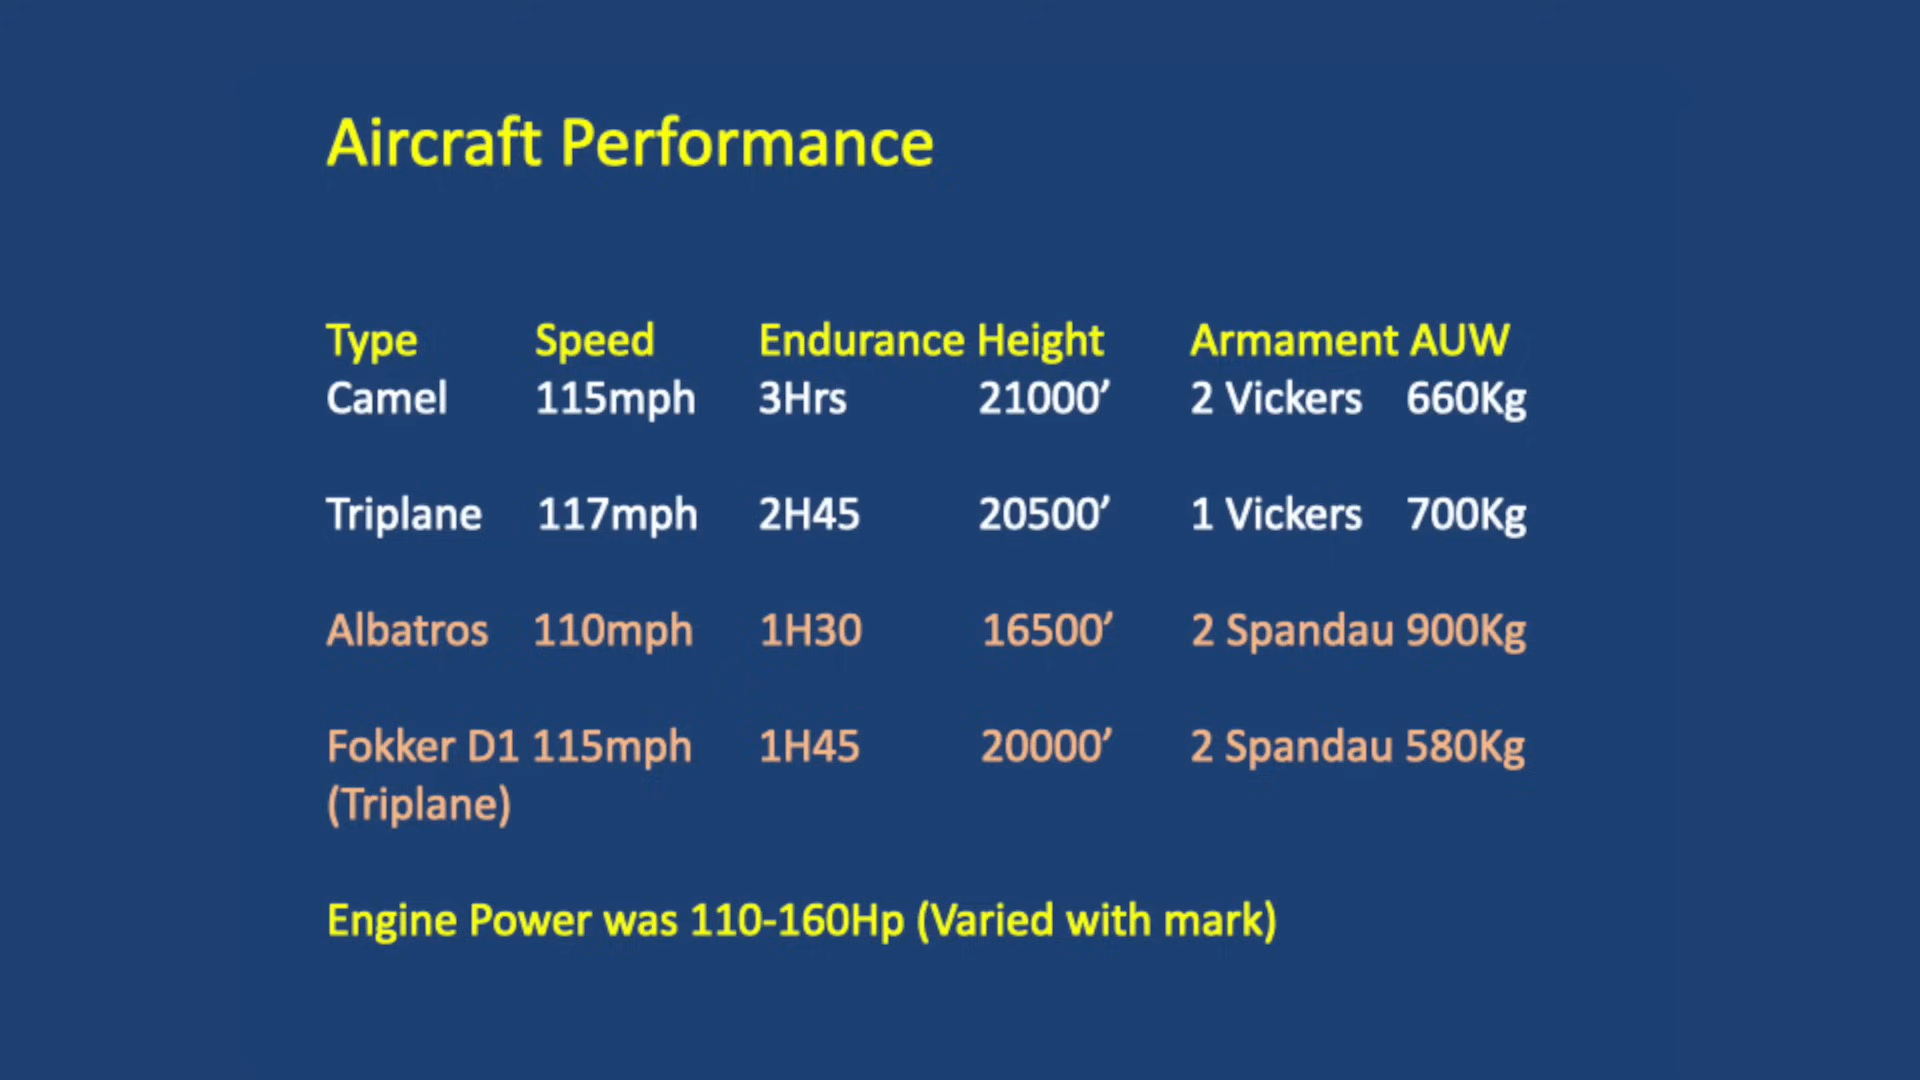 Aircraft Performance
Type Speed Endurance Height Armament AUW
Camel 115mph 3Hrs 21000’ 2 Vickers 660Kg
Triplane 117mph 2H45 20500’ 1 Vickers 700Kg
Albatros 110mph 1H30 16500’ 2 Spandau 900Kg
Fokker D1 115mph 1H45 20000’ 2 Spandau 580Kg
(Triplane)
Engine Power was 110-160Hp (Varied with mark)